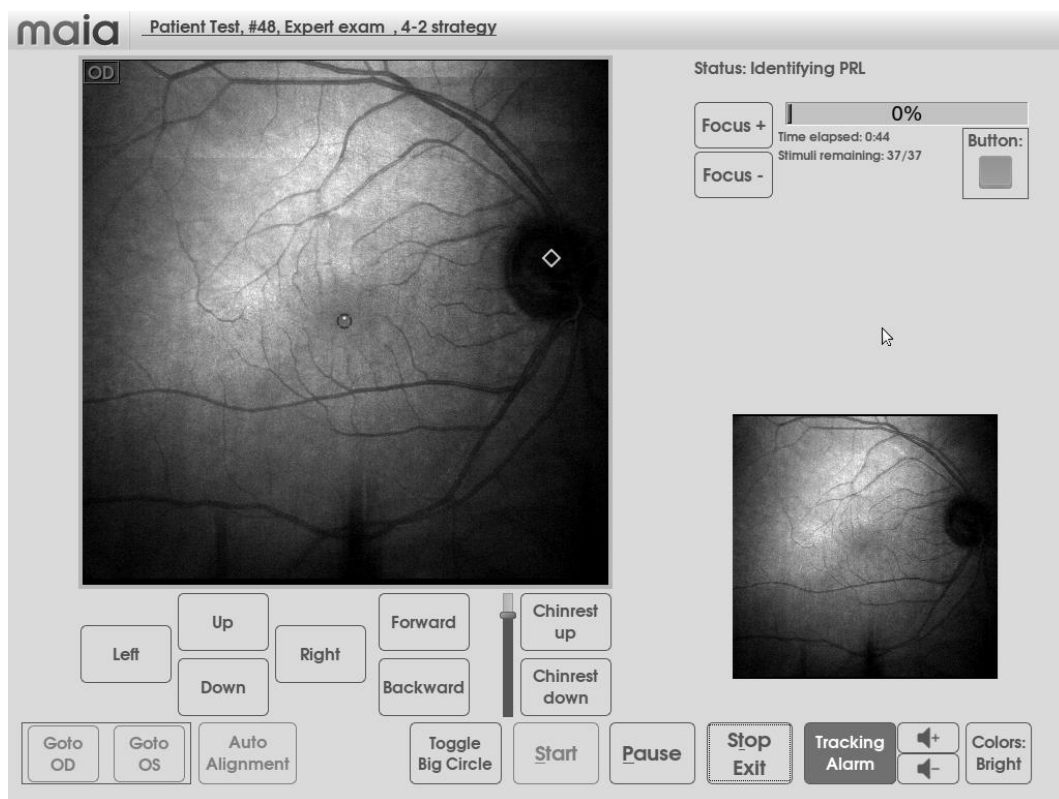 maia Patient Test, #48, Expert exam , 4-2 strategy
OD
Status: Identifying PRL
Focus +
0%
Time elapsed: 0:44
Stimuli remaining: 37/37
Button:
Focus -
Left
Up
Down
Right
Forward
Backward
Chinrest
up
Chinrest
down
Goto
OD
Goto
OS
Auto
Alignment
Toggle
Big Circle
Start
Pause
Stop
Exit
Tracking
Alarm
+
-
Colors:
Bright